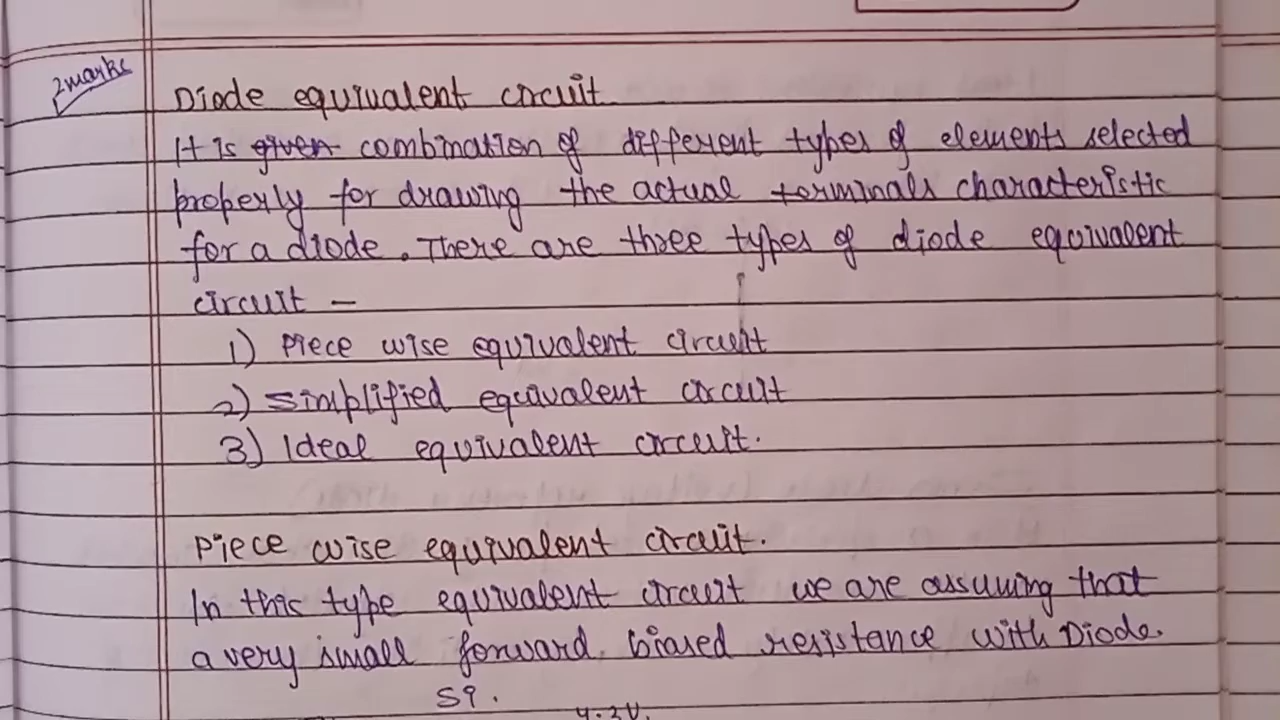 2marks
Diode equivalent circuit
It is given combination of different types of elements selected
properly for drawing the actual terminals characteristic
for a diode. There are three types of diode equivalent
circuit -
1) Piece wise equivalent circuit
2) Simplified equivalent circuit
3) Ideal equivalent circuit.
Piece wise equivalent circuit.
In this type equivalent circuit we are assuming that
a very small forward biased resistance with Diode.